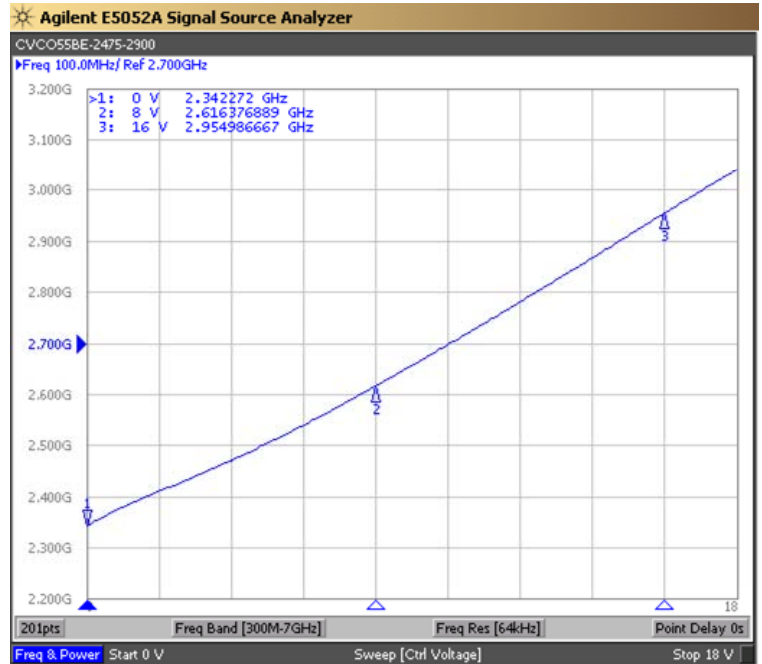 Agilent E5052A Signal Source Analyzer
CVCO55BE-2475-2900
Freq 100.0MHz/ Ref 2.700GHz
3.200G
>1: 0 V 2.342272 GHz
2: 8 V 2.616376889 GHz
3: 16 V 2.954986667 GHz
3.100G
3.000G
2.900G
3
2.800G
2.700G
2.600G
2
2.500G
2.400G
1
2.300G
2.200G
18
201pts Freq Band [300M-7GHz] Freq Res [64kHz] Point Delay 0s
Freq & Power Start 0 V Sweep [Ctrl Voltage] Stop 18 V